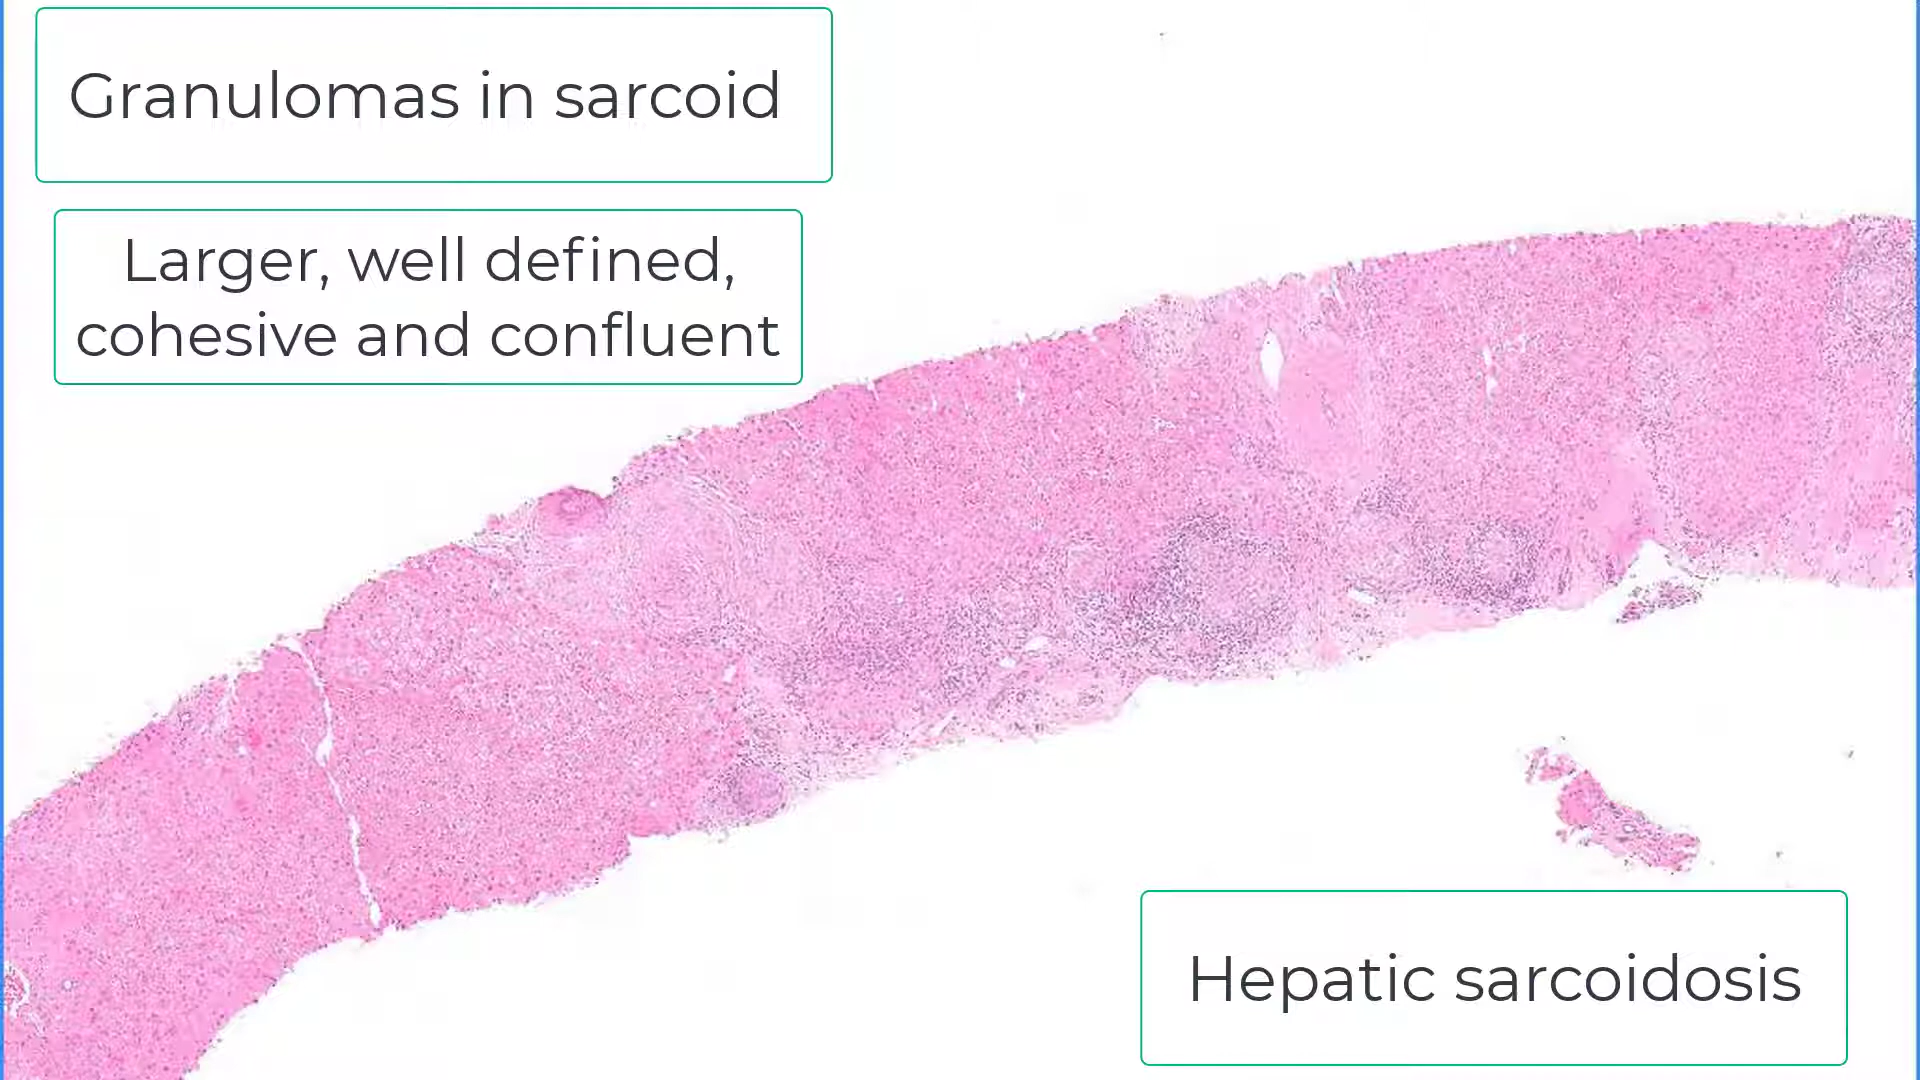 Granulomas in sarcoid
Larger, well defined,
cohesive and confluent
Hepatic sarcoidosis